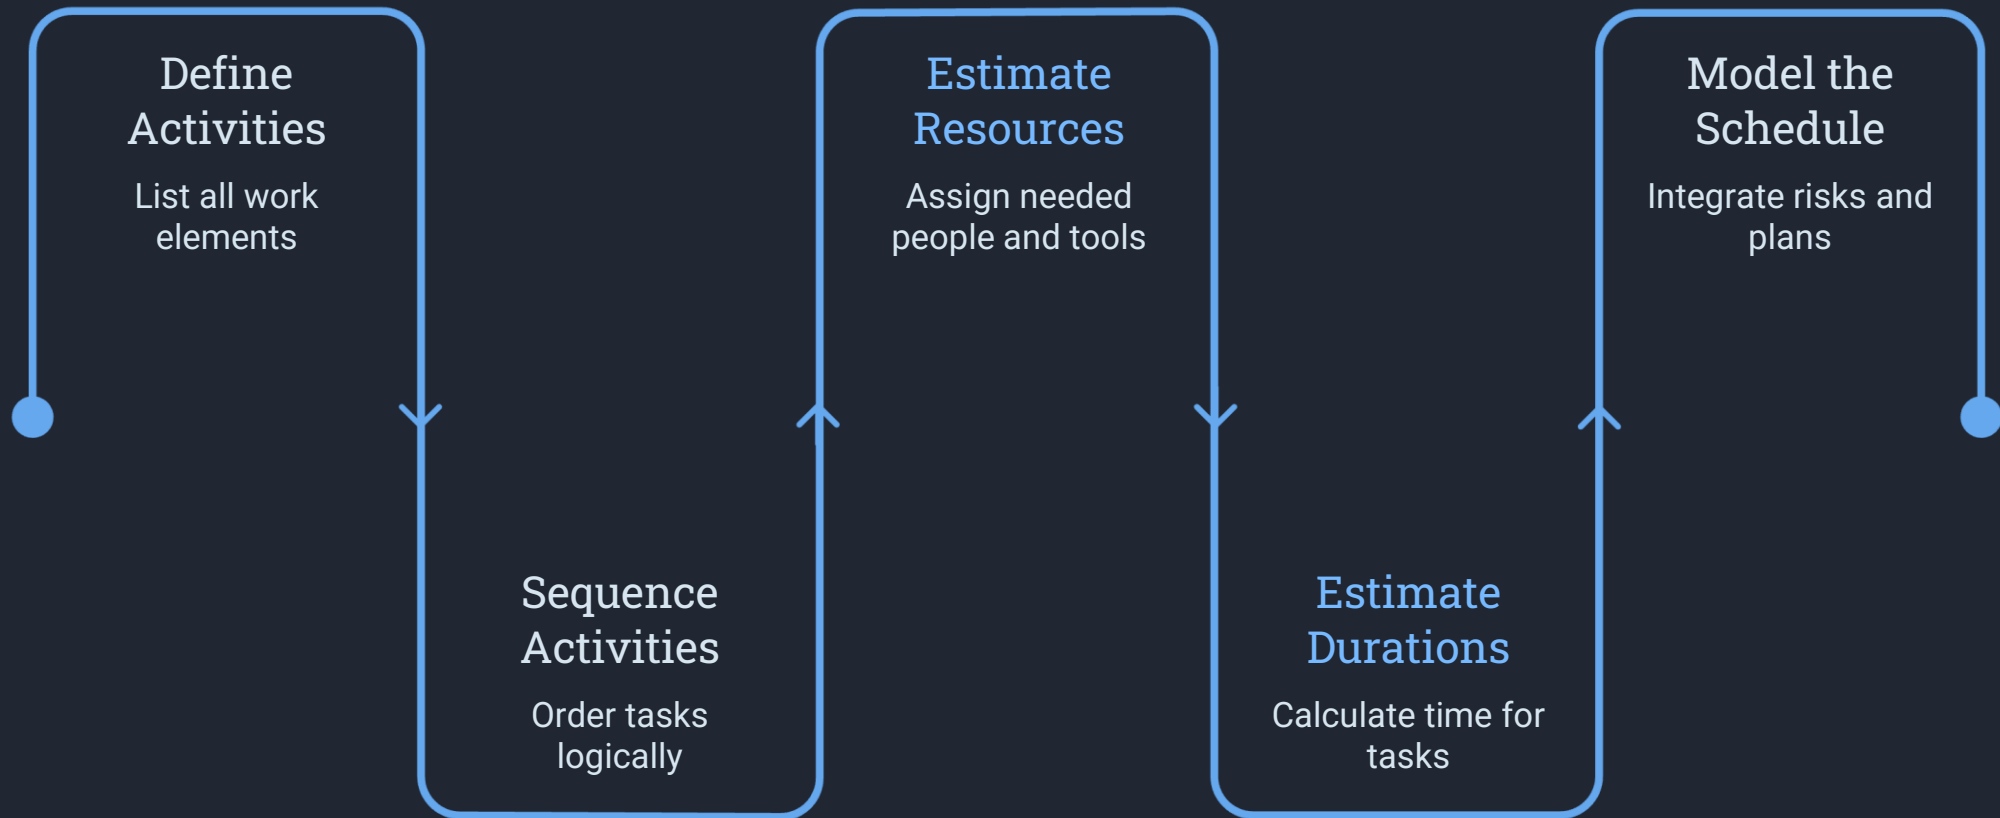 Define
Activities
List all work
elements
Sequence
Activities
Order tasks
logically
Estimate
Resources
Assign needed
people and tools
Estimate
Durations
Calculate time for
tasks
Model the
Schedule
Integrate risks and
plans